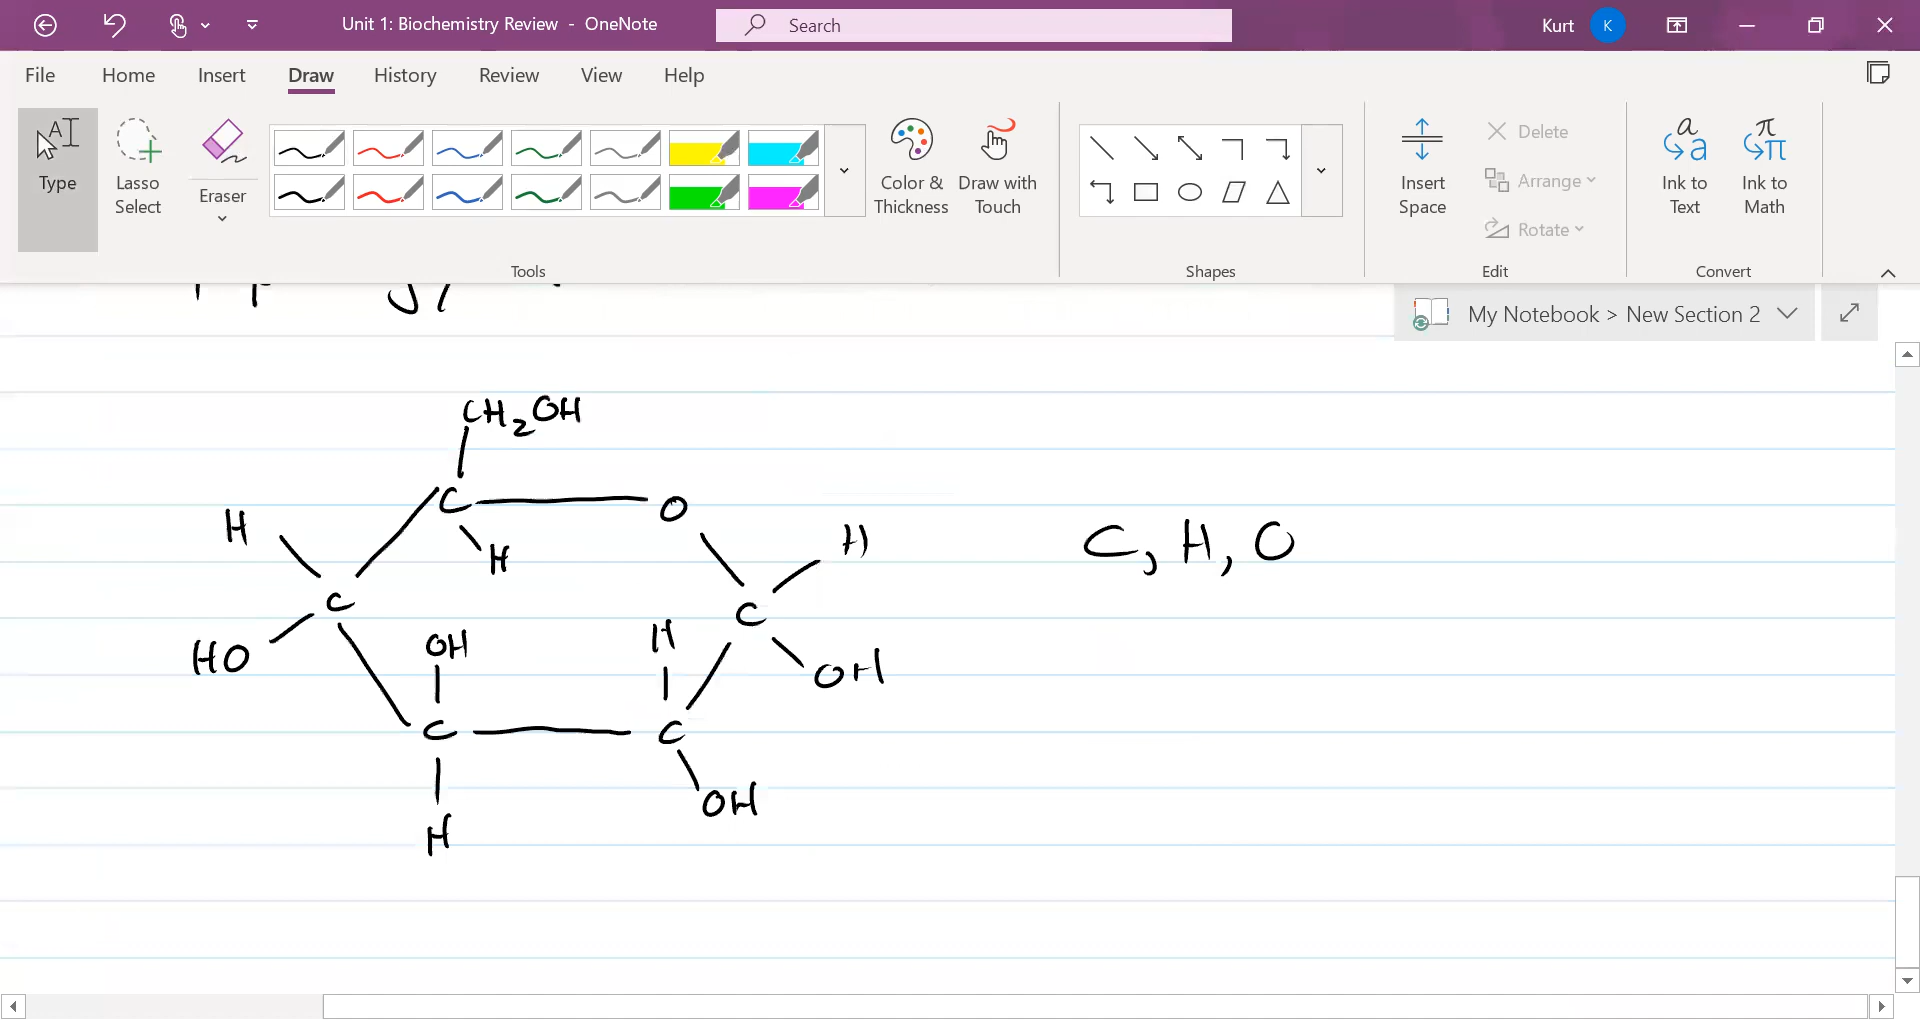 Unit 1: Biochemistry Review - OneNote
Search
Kurt K
File Home Insert Draw History Review View Help
Type
Lasso Select
Eraser
Color & Thickness
Draw with Touch
Insert Space
Delete
Arrange
Rotate
Ink to Text
Ink to Math
Tools Shapes Edit Convert
My Notebook > New Section 2
CH2OH
C O
H H H
C, H, O
C C
HO OH H OH
C C
OH
H